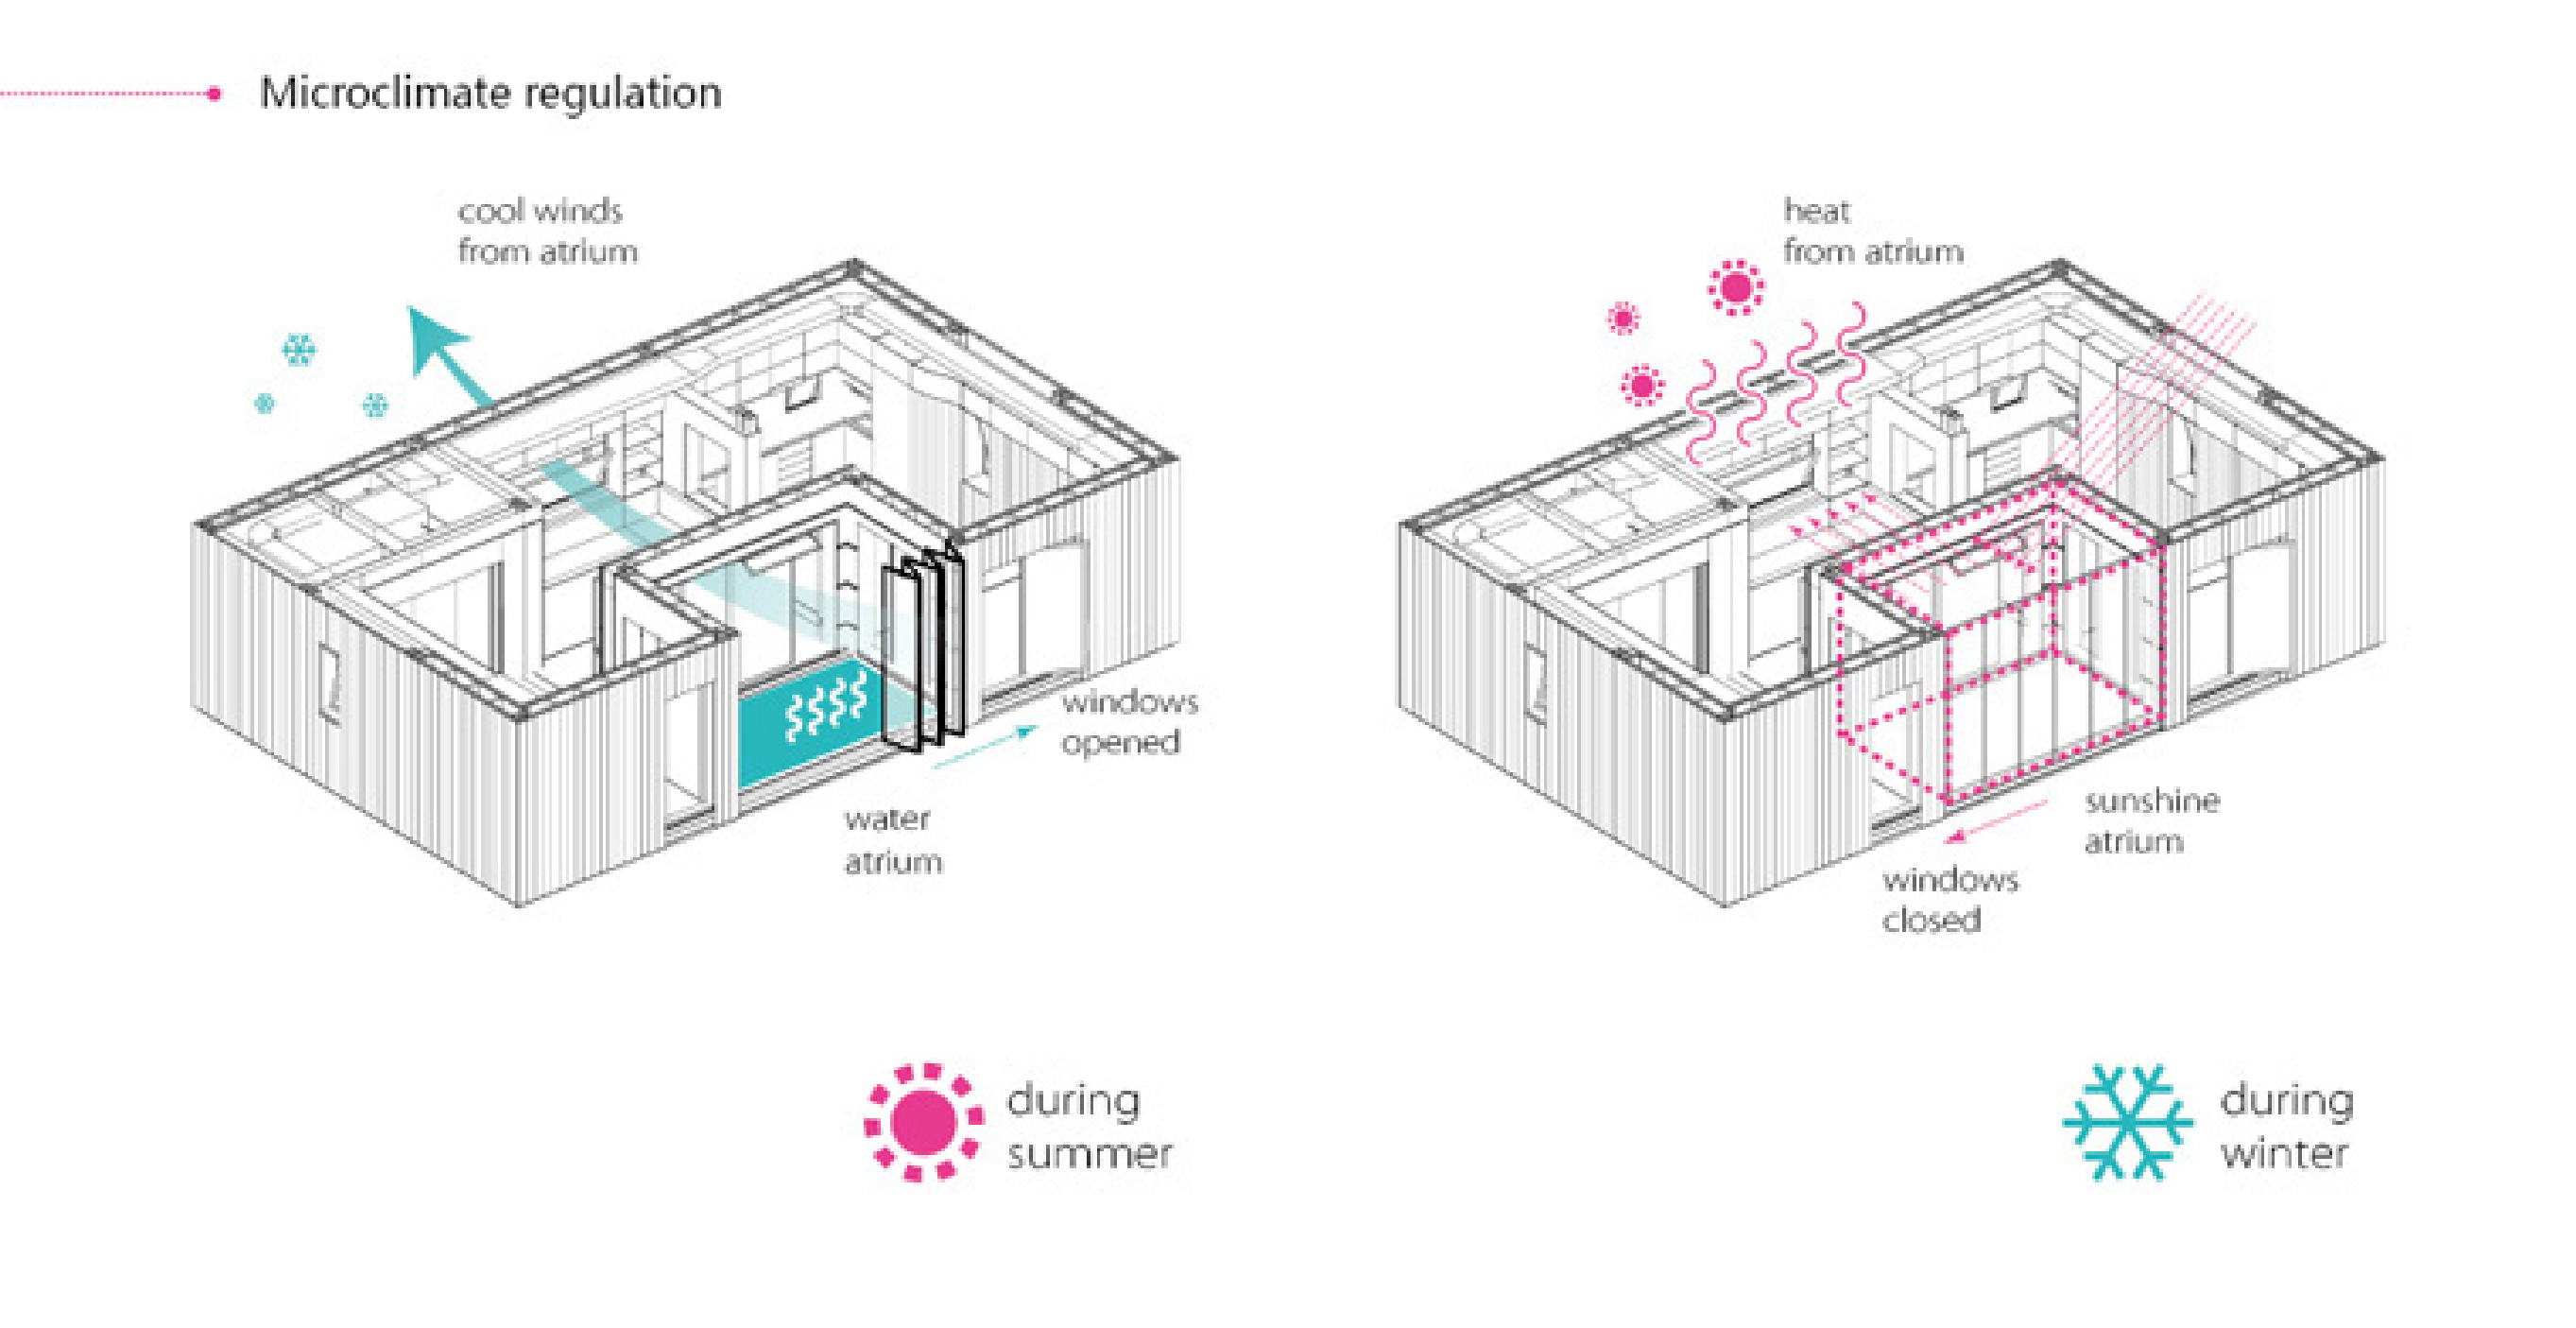 Microclimate regulation
cool winds
from atrium
windows
opened
water
atrium
during
summer
heat
from atrium
sunshine
atrium
windows
closed
during
winter